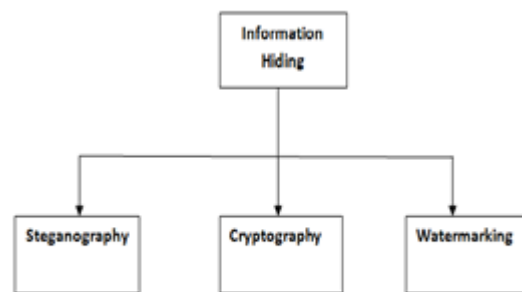 Information
Hiding
Steganography
Cryptography
Watermarking